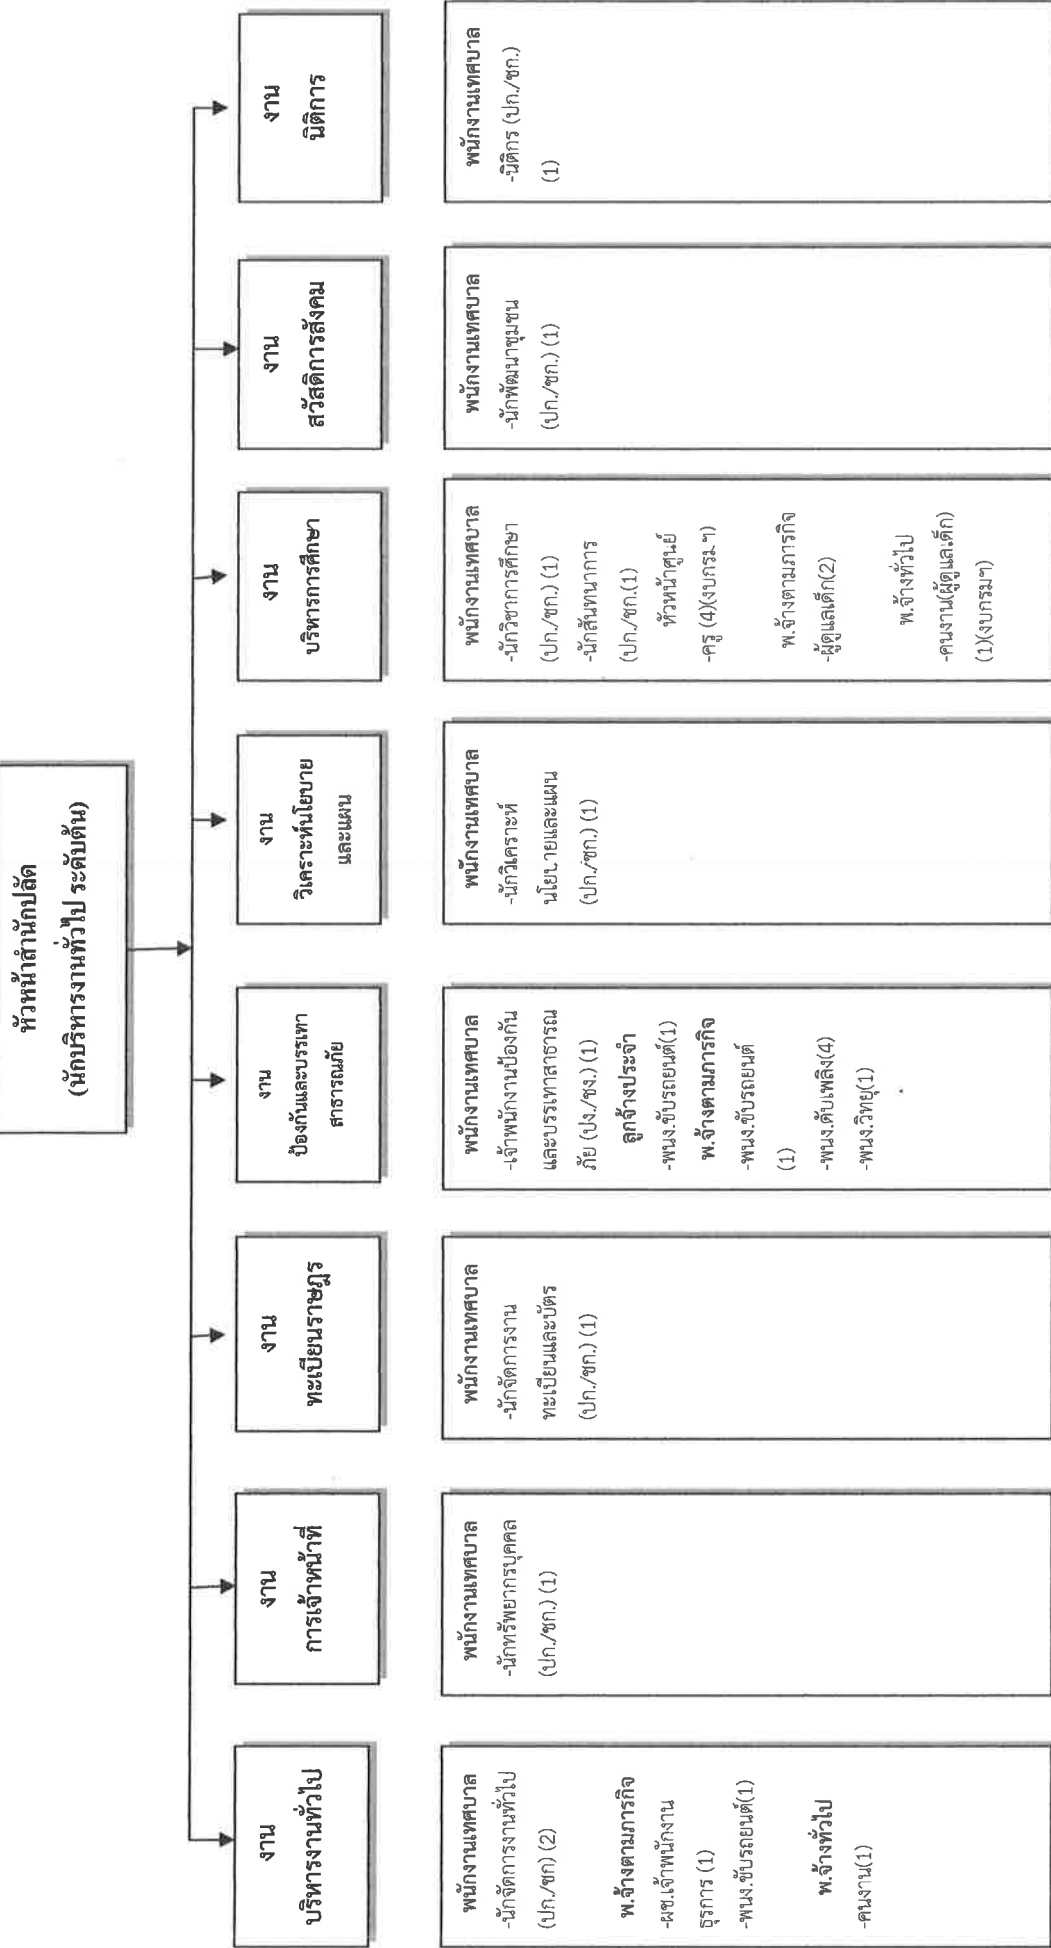 หัวหน้าสำนักปลัด
(นักบริหารงานทั่วไป ระดับต้น)
งาน
บริหารงานทั่วไป
งาน
การเจ้าหน้าที่
งาน
ทะเบียนราษฎร
งาน
ป้องกันและบรรเทา
สาธารณภัย
งาน
วิเคราะห์นโยบาย
และแผน
งาน
บริหารการศึกษา
งาน
สวัสดิการสังคม
งาน
นิติการ
พนักงานเทศบาล
-นักจัดการงานทั่วไป
(ปก./ชก) (2)
พ.จ้างตามภารกิจ
-ผช.เจ้าพนักงาน
ธุรการ (1)
-พนง.ขับรถยนต์(1)
พ.จ้างทั่วไป
-คนงาน(1)
พนักงานเทศบาล
-นักทรัพยากรบุคคล
(ปก./ชก.) (1)
พนักงานเทศบาล
-นักจัดการงาน
ทะเบียนและบัตร
(ปก./ชก.) (1)
พนักงานเทศบาล
-เจ้าพนักงานป้องกัน
และบรรเทาสาธารณ
ภัย (ปง./ชง.) (1)
ลูกจ้างประจำ
-พนง.ขับรถยนต์(1)
พ.จ้างตามภารกิจ
-พนง.ขับรถยนต์
(1)
-พนง.ดับเพลิง(4)
-พนง.วิทยุ(1)
พนักงานเทศบาล
-นักวิเคราะห์
นโยบายและแผน
(ปก./ชก.) (1)
พนักงานเทศบาล
-นักวิชาการศึกษา
(ปก./ชก.) (1)
-นักสันทนาการ
(ปก./ชก.(1)
หัวหน้าศูนย์
-ครู (4)(งบกรมฯ)
พ.จ้างตามภารกิจ
-ผู้ดูแลเด็ก(2)
พ.จ้างทั่วไป
-คนงาน(ผู้ดูแลเด็ก)
(1)(งบกรมฯ)
พนักงานเทศบาล
-นักพัฒนาชุมชน
(ปก./ชก.) (1)
พนักงานเทศบาล
-นิติกร (ปก./ชก.)
(1)